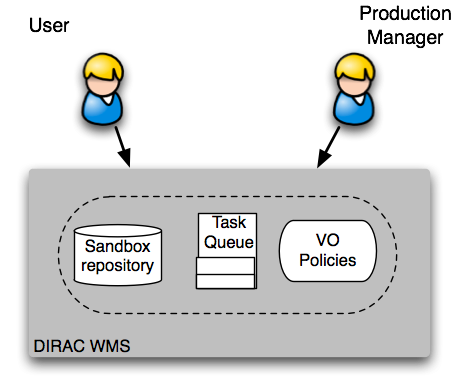 User
Production
Manager
Sandbox
repository
Task
Queue
VO
Policies
DIRAC WMS